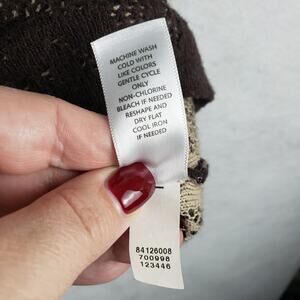 MACHINE WASH
COLD WITH
LIKE COLORS
GENTLE CYCLE
ONLY
NON-CHLORINE
BLEACH IF NEEDED
RESHAPE AND
DRY FLAT
COOL IRON
IF NEEDED
84126008
700998
123446